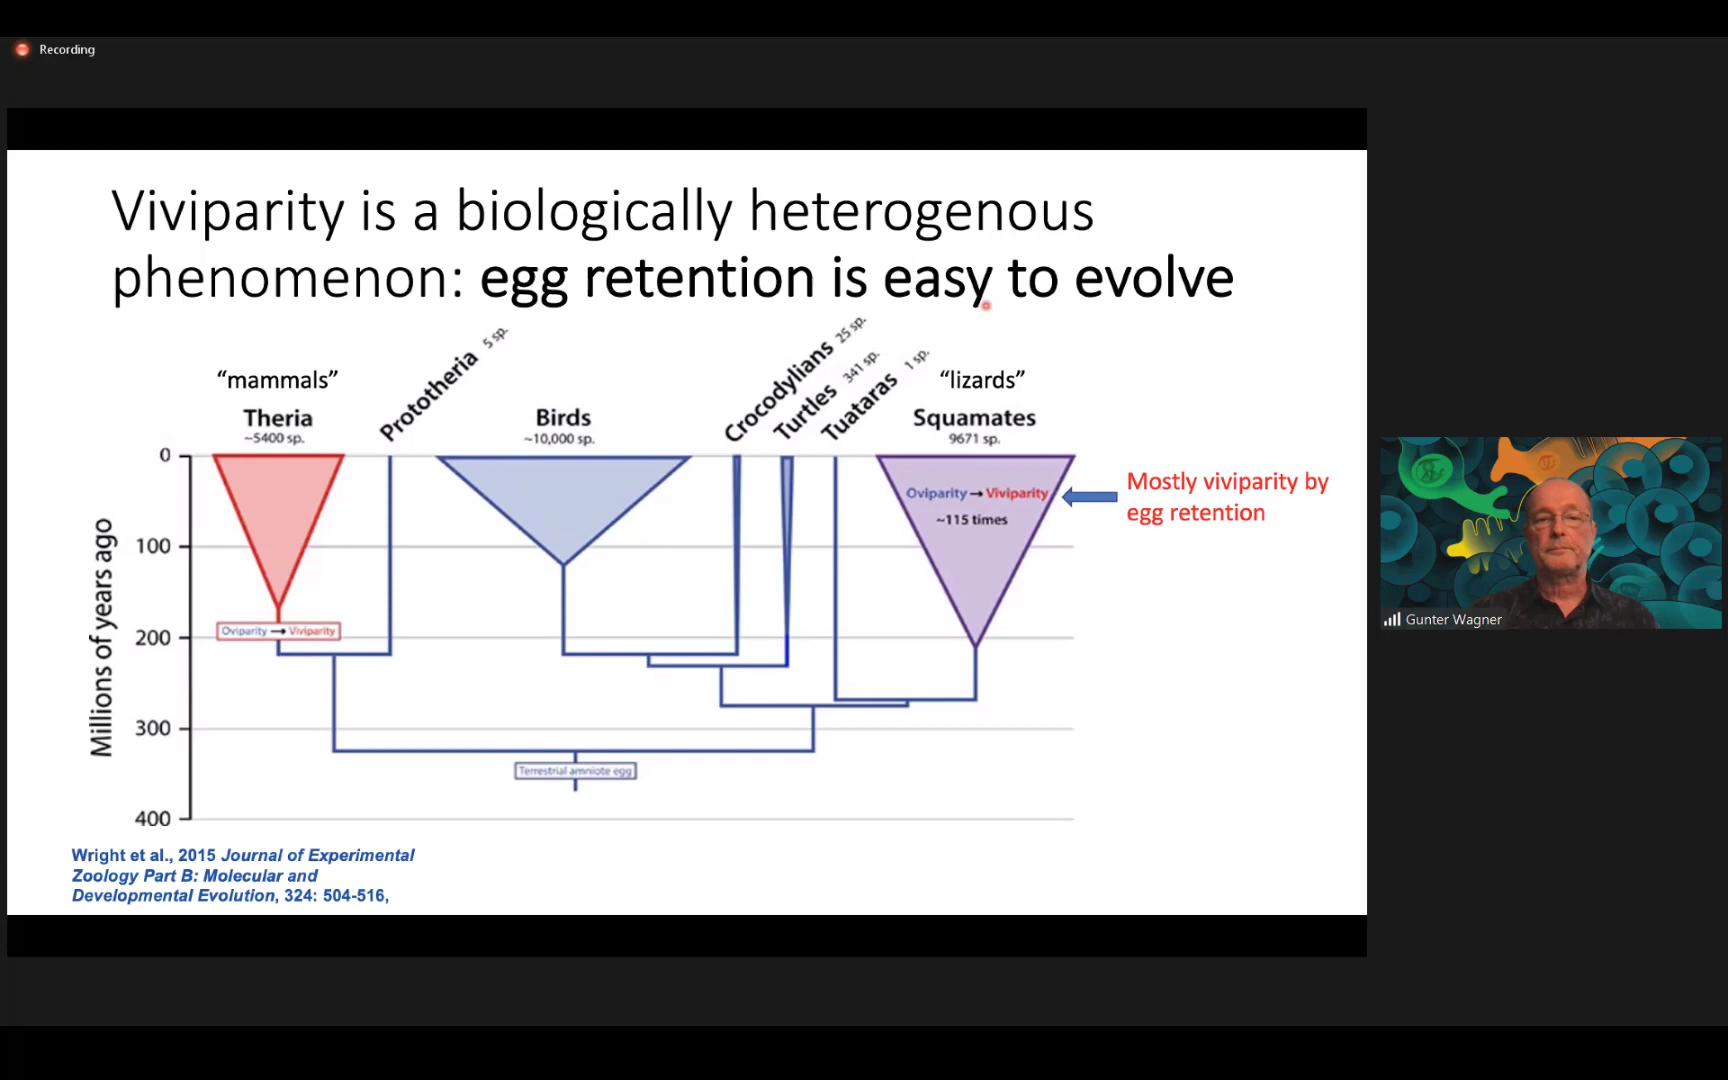 Recording
Viviparity is a biologically heterogenous
phenomenon: egg retention is easy to evolve
"mammals"
Theria
~5400 sp.
Prototheria 5 sp.
Birds
~10,000 sp.
Crocodylians 25 sp.
Turtles 341 sp.
Tuataras 1 sp.
"lizards"
Squamates
9671 sp.
Millions of years ago
0
100
200
300
400
Oviparity → Viviparity
Oviparity → Viviparity
~115 times
Mostly viviparity by
egg retention
Terrestrial amniote egg
Wright et al., 2015 Journal of Experimental
Zoology Part B: Molecular and
Developmental Evolution, 324: 504-516,
Gunter Wagner